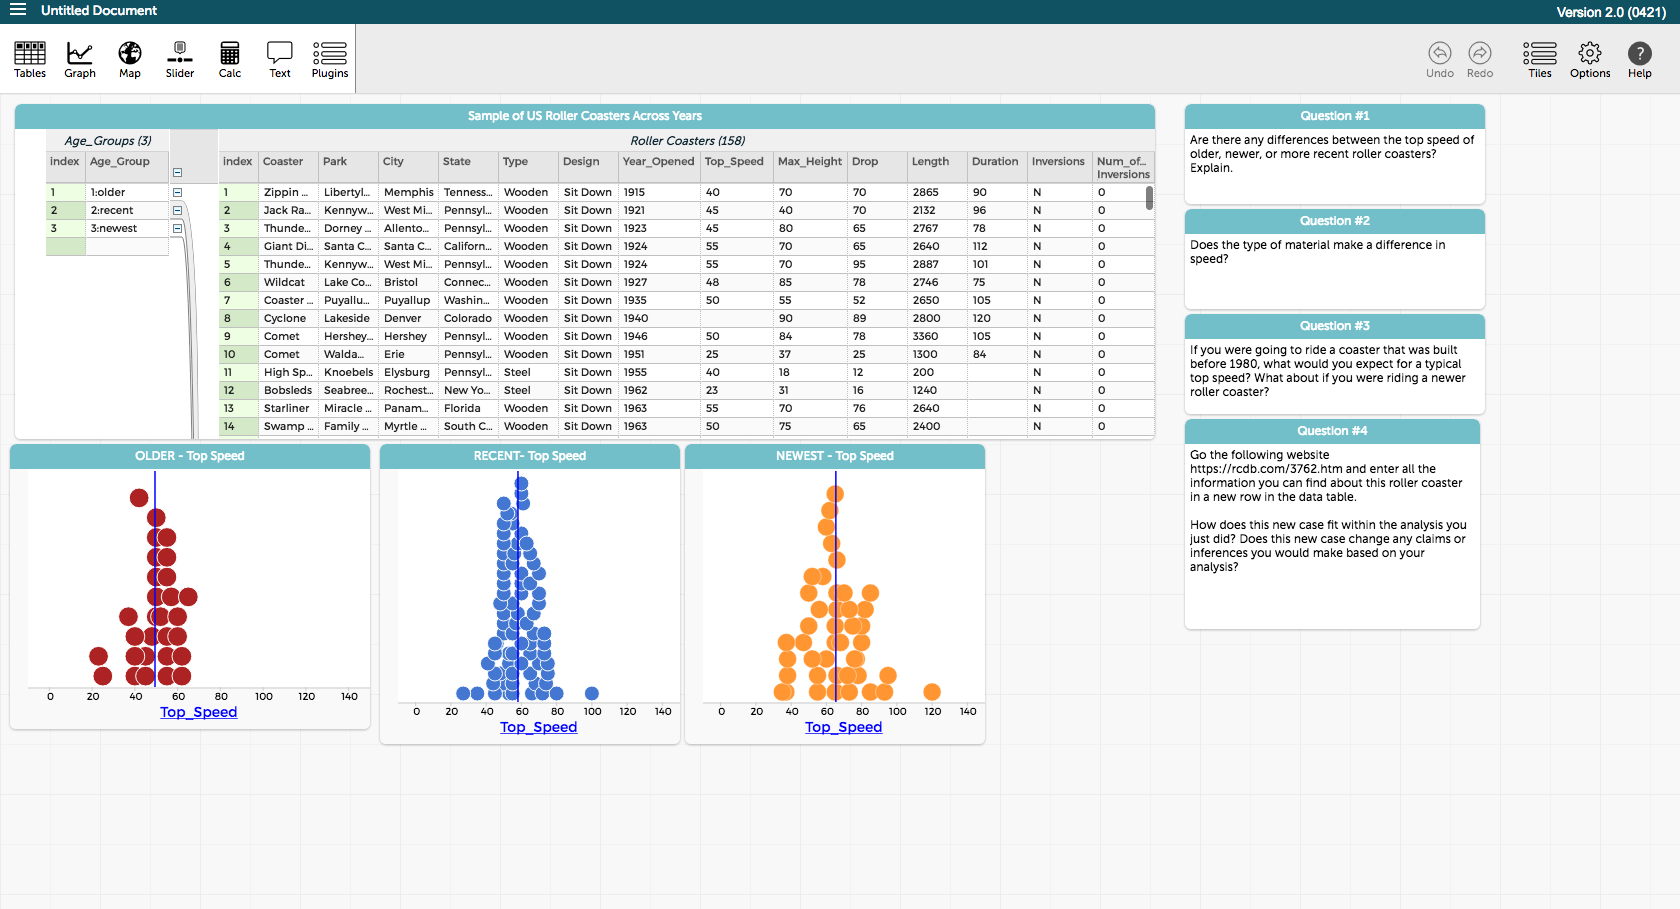 Untitled Document
Version 2.0 (0421)
Tables Graph Map Slider Calc Text Plugins
Undo Redo Tiles Options Help
Sample of US Roller Coasters Across Years
Age_Groups (3)
index Age_Group
1 1:older
2 2:recent
3 3:newest
Roller Coasters (158)
index Coaster Park City State Type Design Year_Opened Top_Speed Max_Height Drop Length Duration Inversions Num_of... Inversions
1 Zippin ... Libertyl... Memphis Tenness... Wooden Sit Down 1915 40 70 70 2865 90 N 0
2 Jack Ra... Kennyw... West Mi... Pennsyl... Wooden Sit Down 1921 45 40 70 2132 96 N 0
3 Thunde... Dorney ... Allento... Pennsyl... Wooden Sit Down 1923 45 80 65 2767 78 N 0
4 Giant Di... Santa C... Santa C... Californ... Wooden Sit Down 1924 55 70 65 2640 112 N 0
5 Thunde... Kennyw... West Mi... Pennsyl... Wooden Sit Down 1924 55 70 95 2887 101 N 0
6 Wildcat Lake Co... Bristol Connec... Wooden Sit Down 1927 48 85 78 2746 75 N 0
7 Coaster ... Puyallu... Puyallup Washin... Wooden Sit Down 1935 50 55 52 2650 105 N 0
8 Cyclone Lakeside Denver Colorado Wooden Sit Down 1940 90 89 2800 120 N 0
9 Comet Hershey... Hershey Pennsyl... Wooden Sit Down 1946 50 84 78 3360 105 N 0
10 Comet Walda... Erie Pennsyl... Wooden Sit Down 1951 25 37 25 1300 84 N 0
11 High Sp... Knoebels Elysburg Pennsyl... Steel Sit Down 1955 40 18 12 200 N 0
12 Bobsleds Seabree... Rochest... New Yo... Steel Sit Down 1962 23 31 16 1240 N 0
13 Starliner Miracle ... Panam... Florida Wooden Sit Down 1963 55 70 76 2640 N 0
14 Swamp ... Family ... Myrtle ... South C... Wooden Sit Down 1963 50 75 65 2400 N 0
Question #1
Are there any differences between the top speed of
older, newer, or more recent roller coasters?
Explain.
Question #2
Does the type of material make a difference in
speed?
Question #3
If you were going to ride a coaster that was built
before 1980, what would you expect for a typical
top speed? What about if you were riding a newer
roller coaster?
Question #4
Go the following website
https://rcdb.com/3762.htm and enter all the
information you can find about this roller coaster
in a new row in the data table.
How does this new case fit within the analysis you
just did? Does this new case change any claims or
inferences you would make based on your
analysis?
OLDER - Top Speed
0 20 40 60 80 100 120 140
Top_Speed
RECENT- Top Speed
0 20 40 60 80 100 120 140
Top_Speed
NEWEST - Top Speed
0 20 40 60 80 100 120 140
Top_Speed